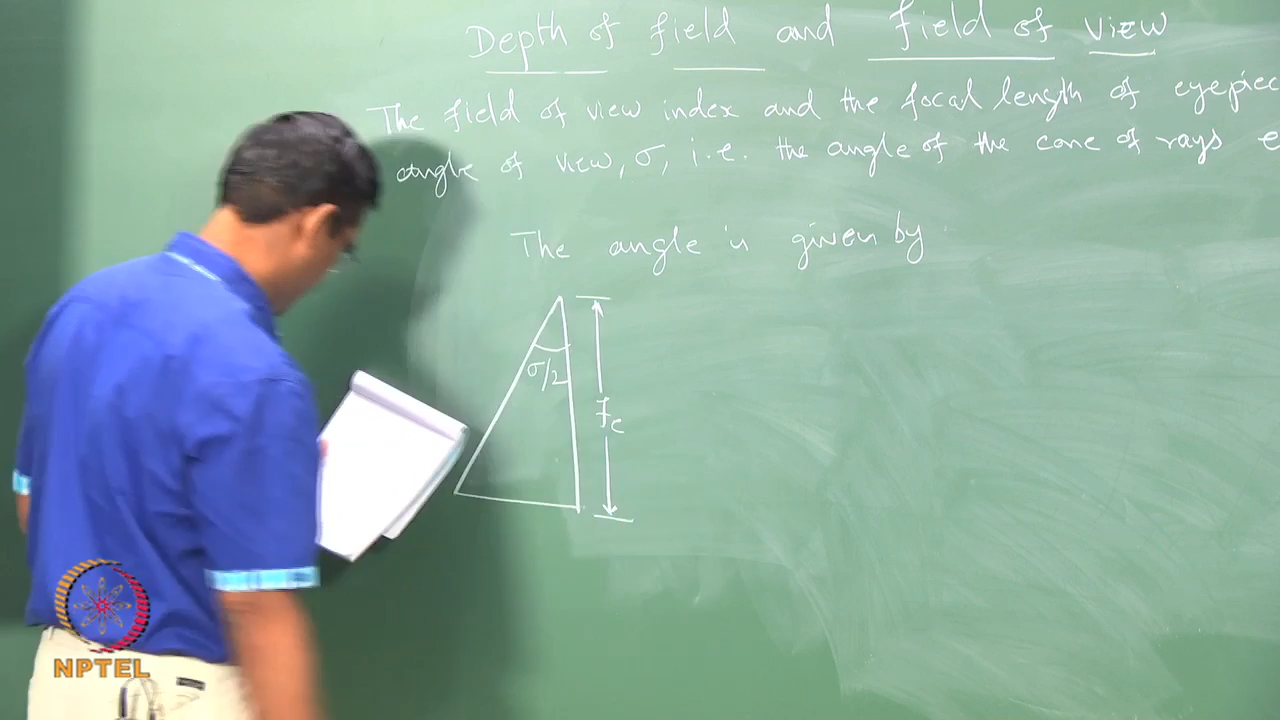 Depth of field and field of view
The field of view index and the focal length of eyepiec
angle of view, σ, i.e. the angle of the cone of rays e
The angle is given by
σ/2
fe
NPTEL